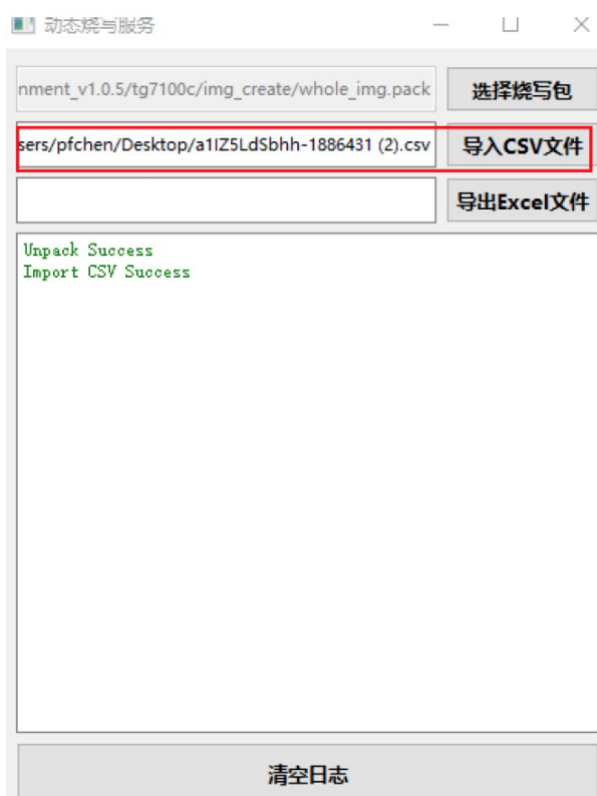 动态烧写服务
nment_v1.0.5/tg7100c/img_create/whole_img.pack 选择烧写包
sers/pfchen/Desktop/a1IZ5LdSbhh-1886431 (2).csv 导入CSV文件
导出Excel文件
Unpack Success
Import CSV Success
清空日志